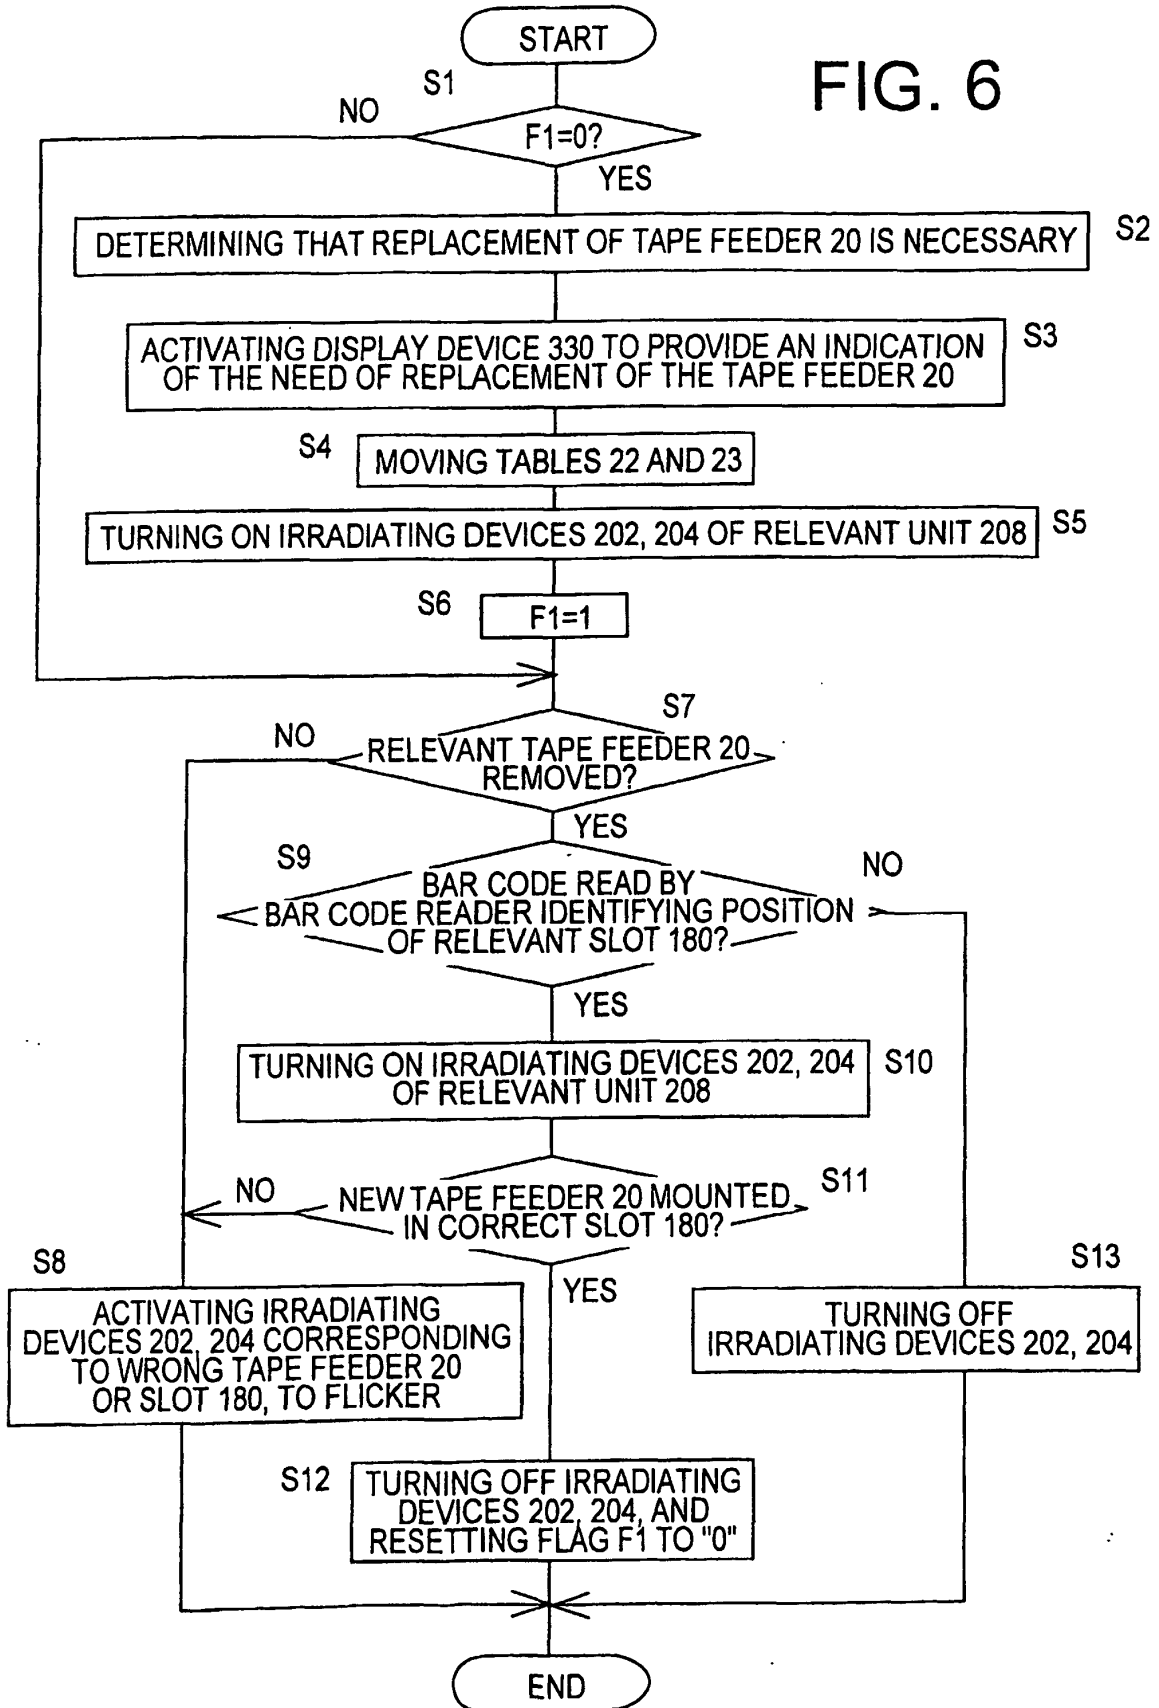 START
FIG. 6
S1
NO
F1=0?
YES
DETERMINING THAT REPLACEMENT OF TAPE FEEDER 20 IS NECESSARY
S2
ACTIVATING DISPLAY DEVICE 330 TO PROVIDE AN INDICATION
OF THE NEED OF REPLACEMENT OF THE TAPE FEEDER 20
S3
S4
MOVING TABLES 22 AND 23
TURNING ON IRRADIATING DEVICES 202, 204 OF RELEVANT UNIT 208
S5
S6
F1=1
S7
NO
RELEVANT TAPE FEEDER 20
REMOVED?
YES
S9
NO
BAR CODE READ BY
BAR CODE READER IDENTIFYING POSITION
OF RELEVANT SLOT 180?
YES
TURNING ON IRRADIATING DEVICES 202, 204
OF RELEVANT UNIT 208
S10
NO
NEW TAPE FEEDER 20 MOUNTED
IN CORRECT SLOT 180?
S11
YES
S8
ACTIVATING IRRADIATING
DEVICES 202, 204 CORRESPONDING
TO WRONG TAPE FEEDER 20
OR SLOT 180, TO FLICKER
S13
TURNING OFF
IRRADIATING DEVICES 202, 204
S12
TURNING OFF IRRADIATING
DEVICES 202, 204, AND
RESETTING FLAG F1 TO "0"
END